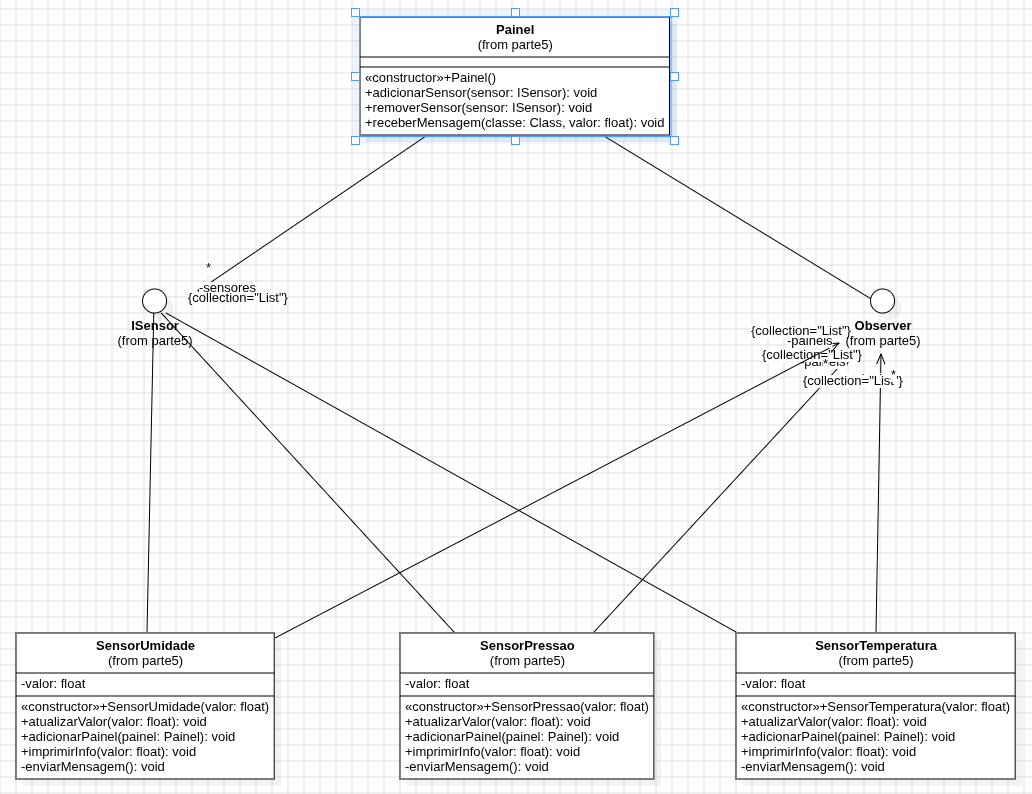 Painel
(from parte5)
«constructor»+Painel()
+adicionarSensor(sensor: ISensor): void
+removerSensor(sensor: ISensor): void
+receberMensagem(classe: Class, valor: float): void
*
-sensores
{collection="List"}
ISensor
(from parte5)
Observer
(from parte5)
{collection="List"}
-paineis
{collection="List"}
*
{collection="List"}
SensorUmidade
(from parte5)
-valor: float
«constructor»+SensorUmidade(valor: float)
+atualizarValor(valor: float): void
+adicionarPainel(painel: Painel): void
+imprimirInfo(valor: float): void
-enviarMensagem(): void
SensorPressao
(from parte5)
-valor: float
«constructor»+SensorPressao(valor: float)
+atualizarValor(valor: float): void
+adicionarPainel(painel: Painel): void
+imprimirInfo(valor: float): void
-enviarMensagem(): void
SensorTemperatura
(from parte5)
-valor: float
«constructor»+SensorTemperatura(valor: float)
+atualizarValor(valor: float): void
+adicionarPainel(painel: Painel): void
+imprimirInfo(valor: float): void
-enviarMensagem(): void